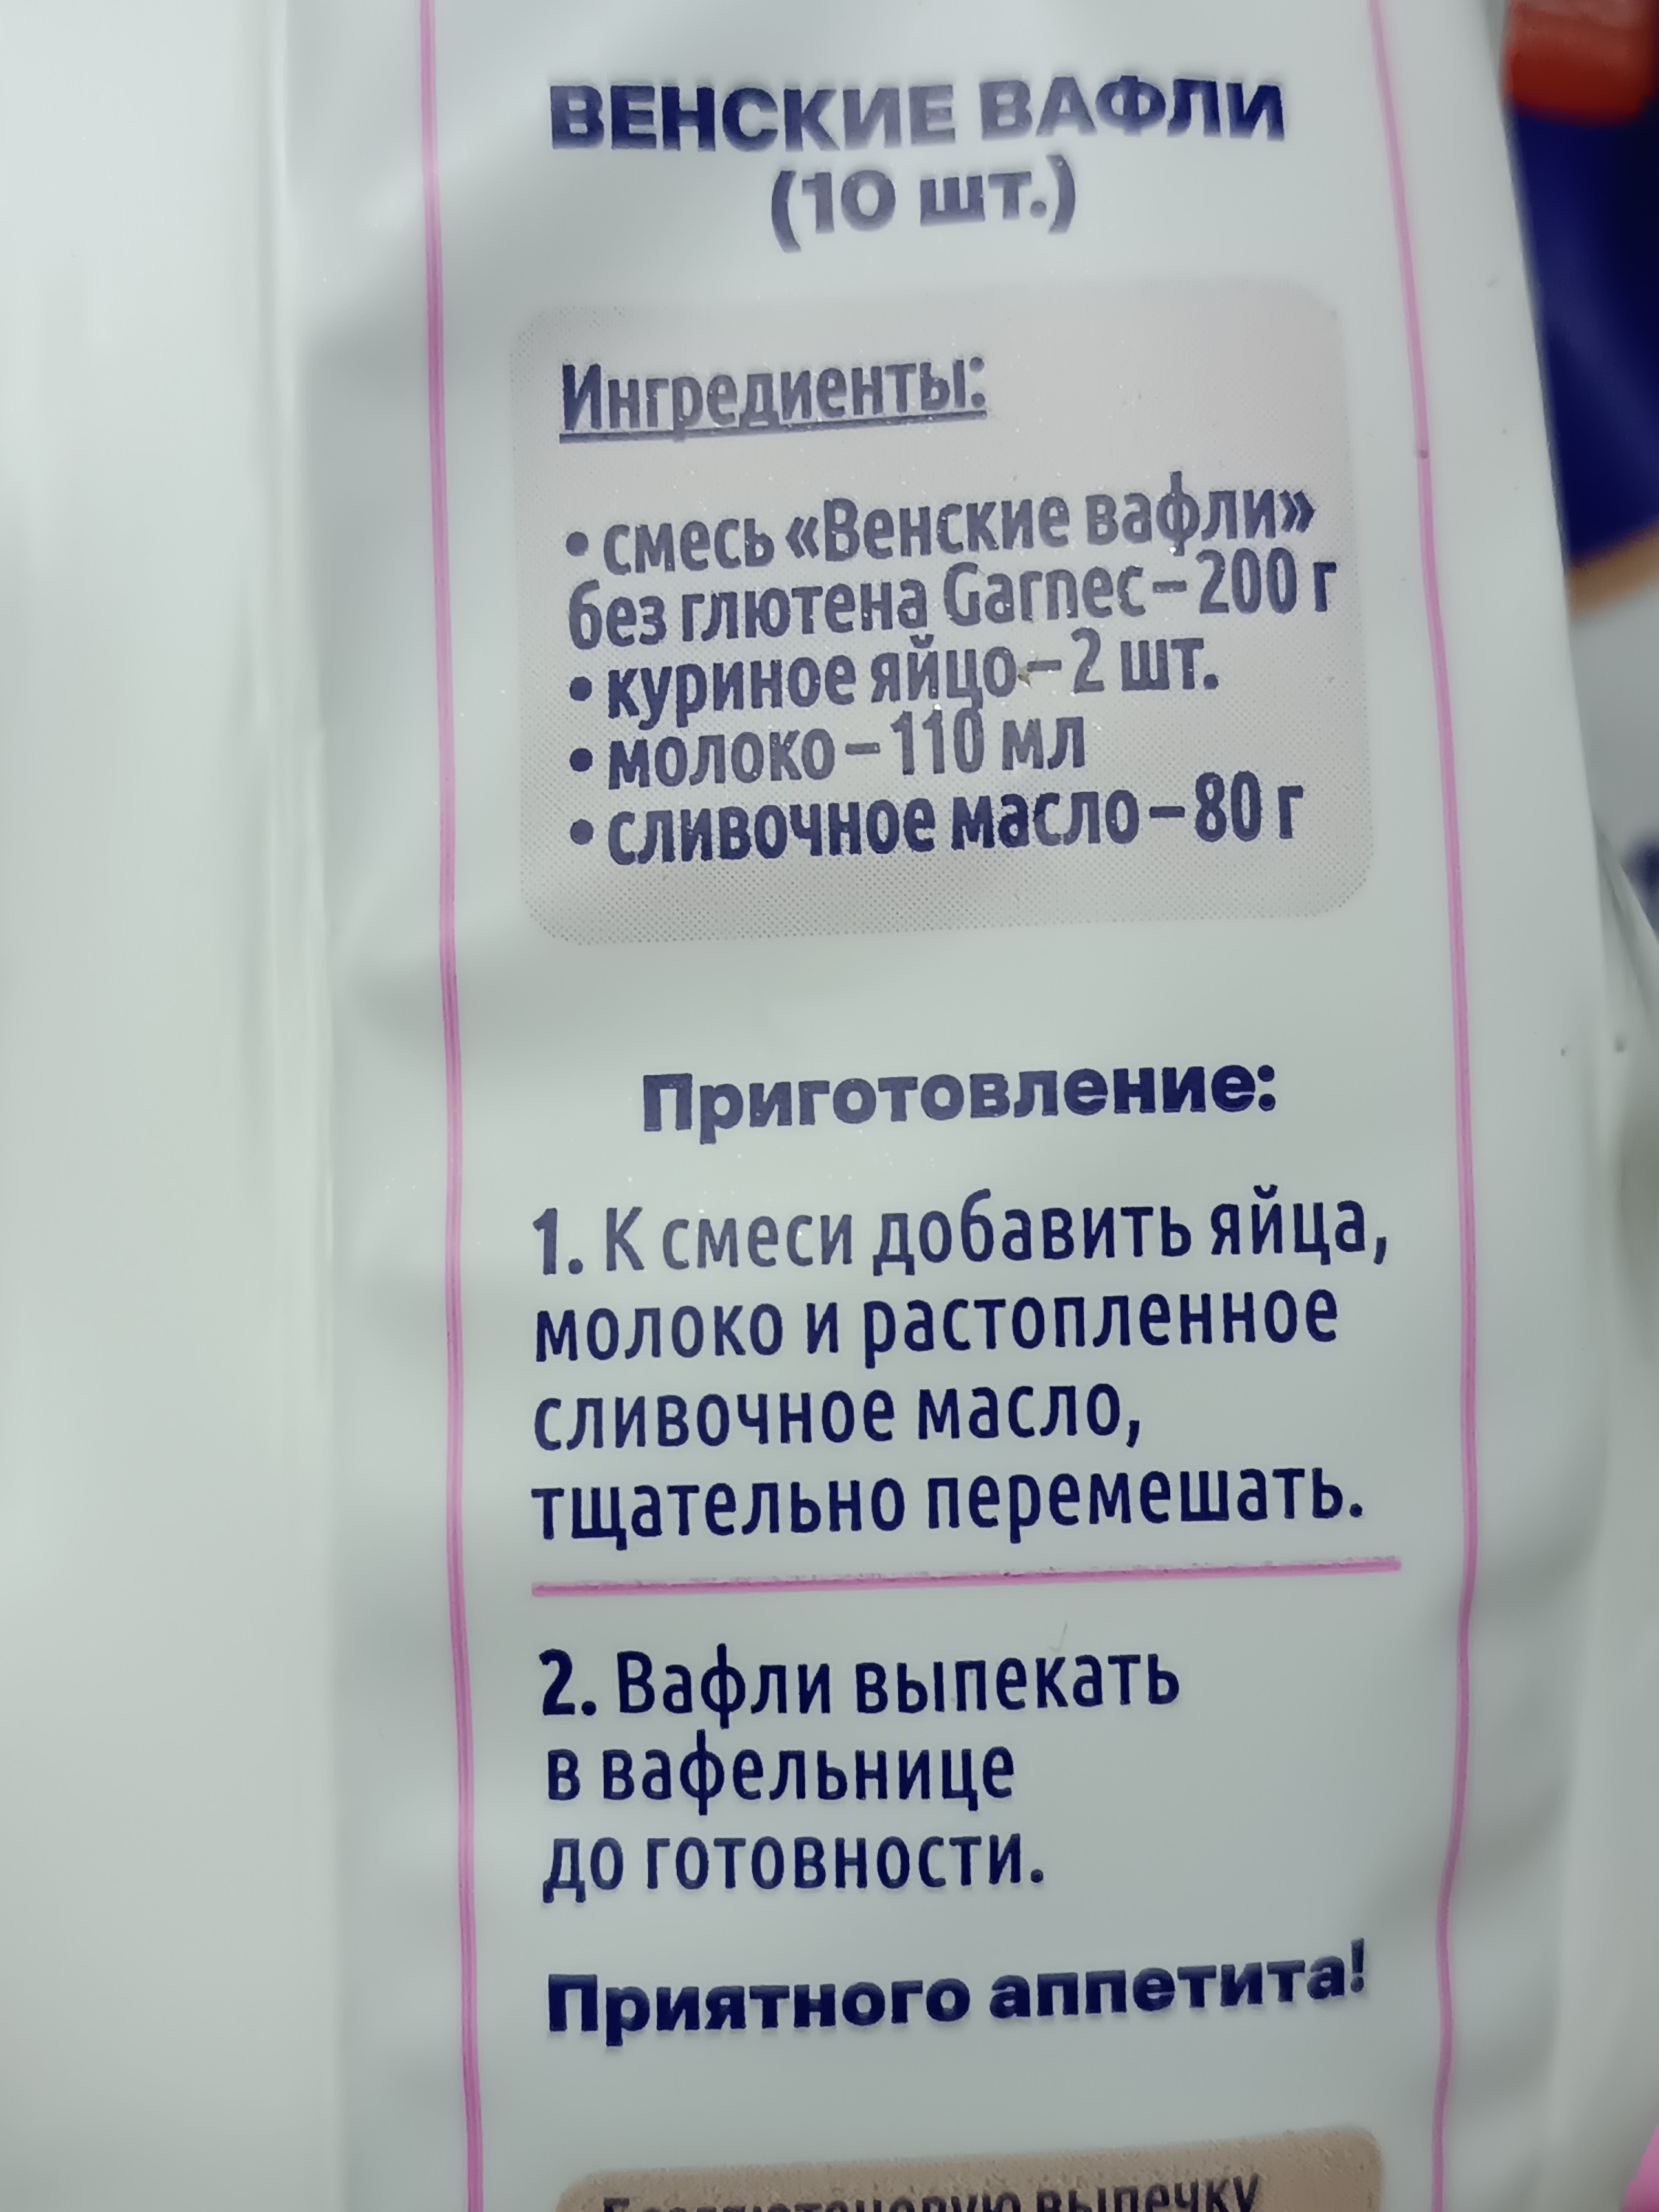 ВЕНСКИЕ ВАФЛИ
(10 шт.)
Ингредиенты:
• смесь «Венские вафли»
без глютена Garnec – 200 г
• куриное яйцо – 2 шт.
• молоко – 110 мл
• сливочное масло – 80 г
Приготовление:
1. К смеси добавить яйца,
молоко и растопленное
сливочное масло,
тщательно перемешать.
2. Вафли выпекать
в вафельнице
до готовности.
Приятного аппетита!
выпечку